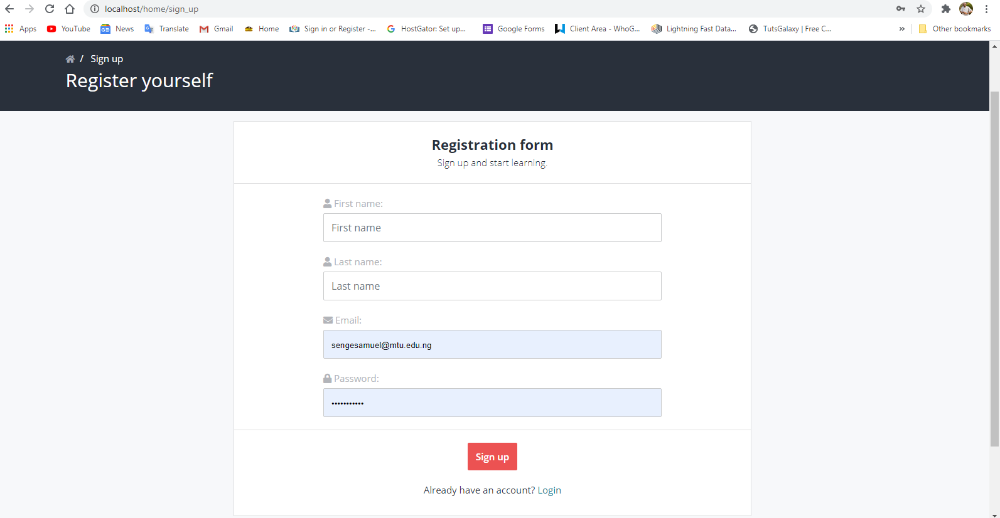 localhost/home/sign_up
Apps YouTube News Translate Gmail Home Sign in or Register -... HostGator: Set up... Google Forms Client Area - WhoG... Lightning Fast Data... TutsGalaxy | Free C... » Other bookmarks
/ Sign up
Register yourself
Registration form
Sign up and start learning.
First name:
First name
Last name:
Last name
Email:
sengesamuel@mtu.edu.ng
Password:
•••••••••••
Sign up
Already have an account? Login